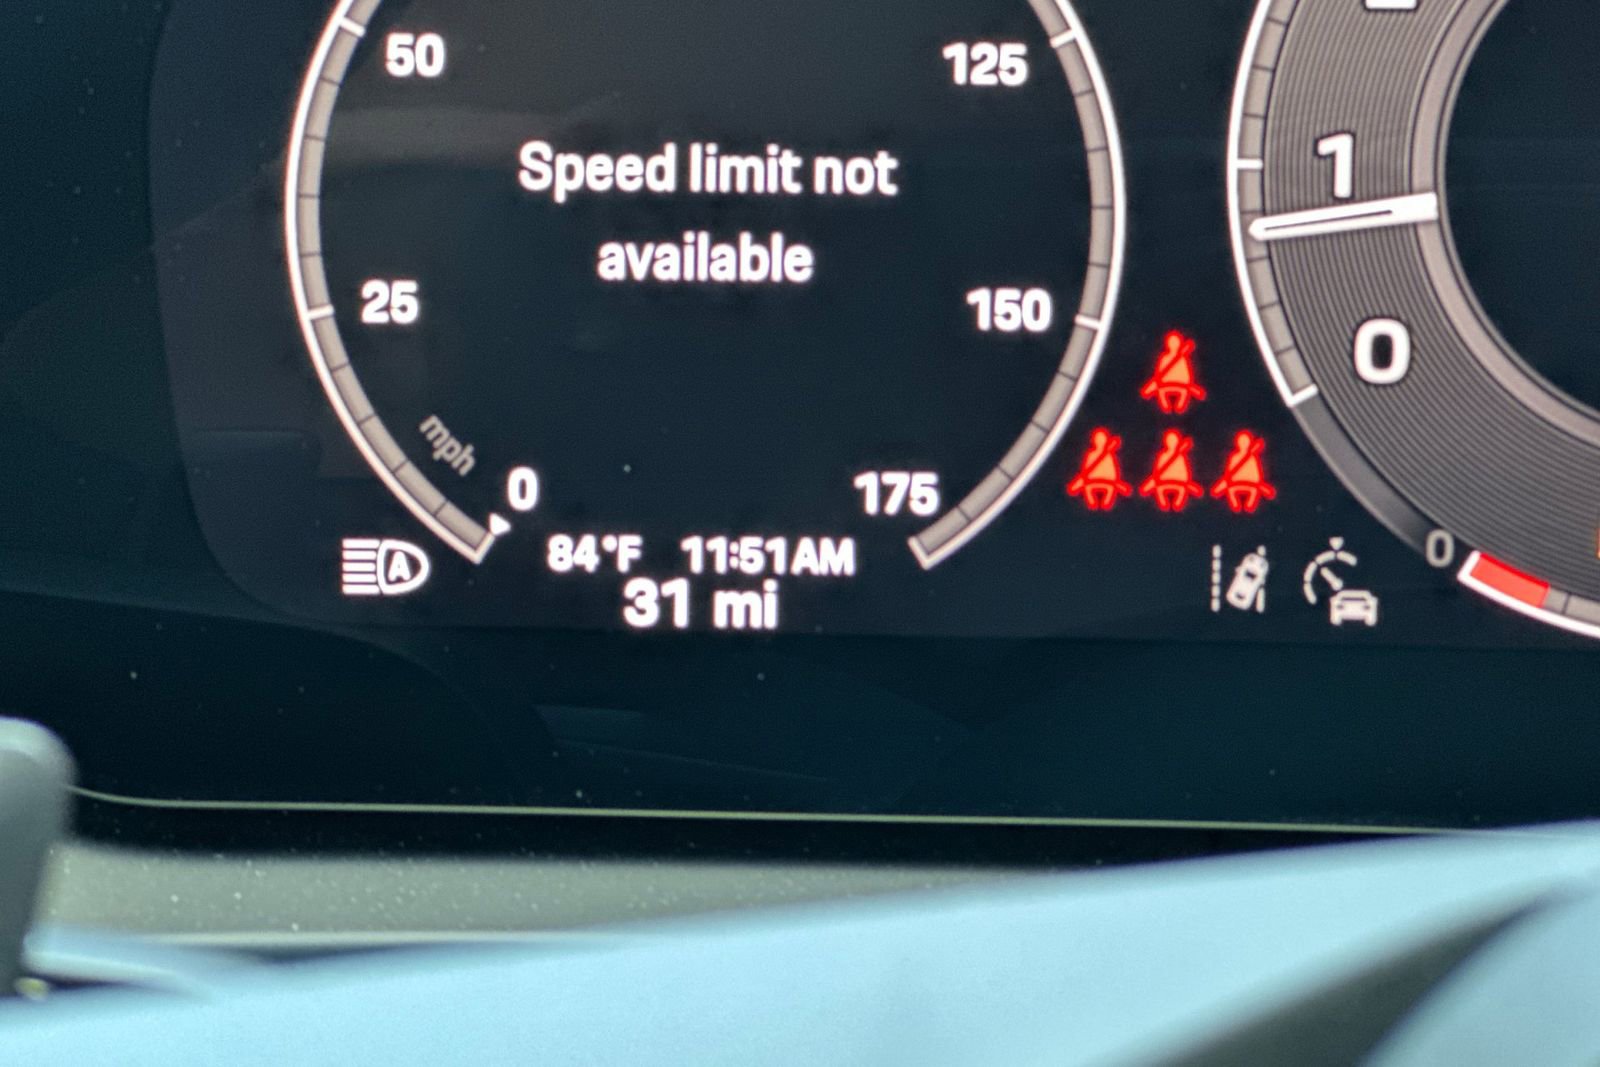 50
125
Speed limit not
available
25
150
mph
0
175
84°F 11:51AM
31 mi
A
1
0
0